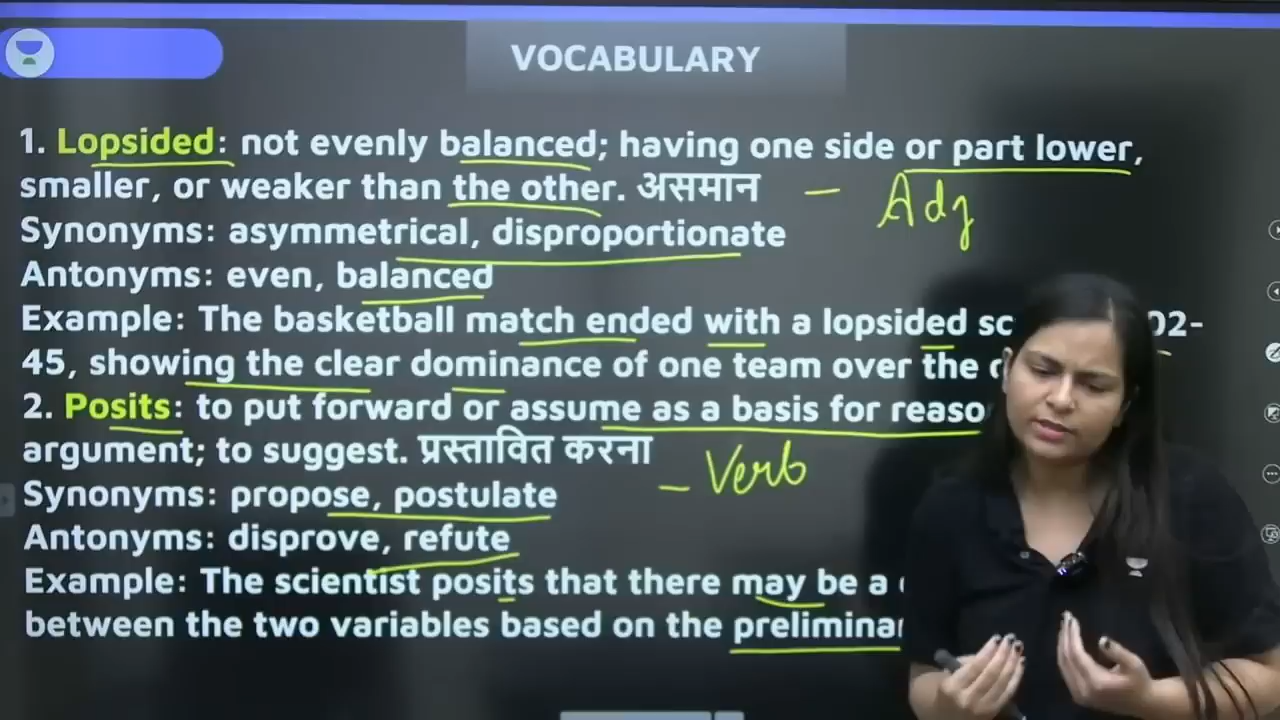 VOCABULARY
1. Lopsided: not evenly balanced; having one side or part lower,
smaller, or weaker than the other. असमान – Adj
Synonyms: asymmetrical, disproportionate
Antonyms: even, balanced
Example: The basketball match ended with a lopsided sc 02-
45, showing the clear dominance of one team over the
2. Posits: to put forward or assume as a basis for reaso
argument; to suggest. प्रस्तावित करना – Verb
Synonyms: propose, postulate
Antonyms: disprove, refute
Example: The scientist posits that there may be a
between the two variables based on the preliminar